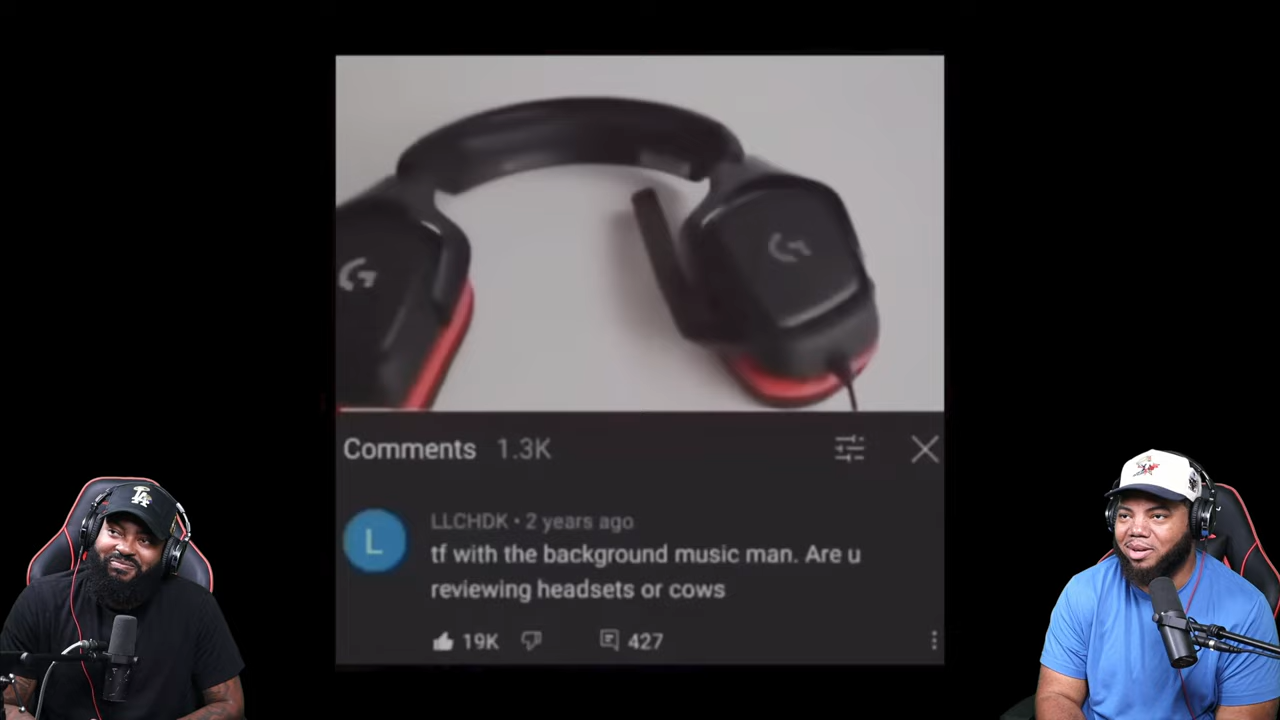 Comments 1.3K
L
LLCHDK • 2 years ago
tf with the background music man. Are u
reviewing headsets or cows
19K 427
LA